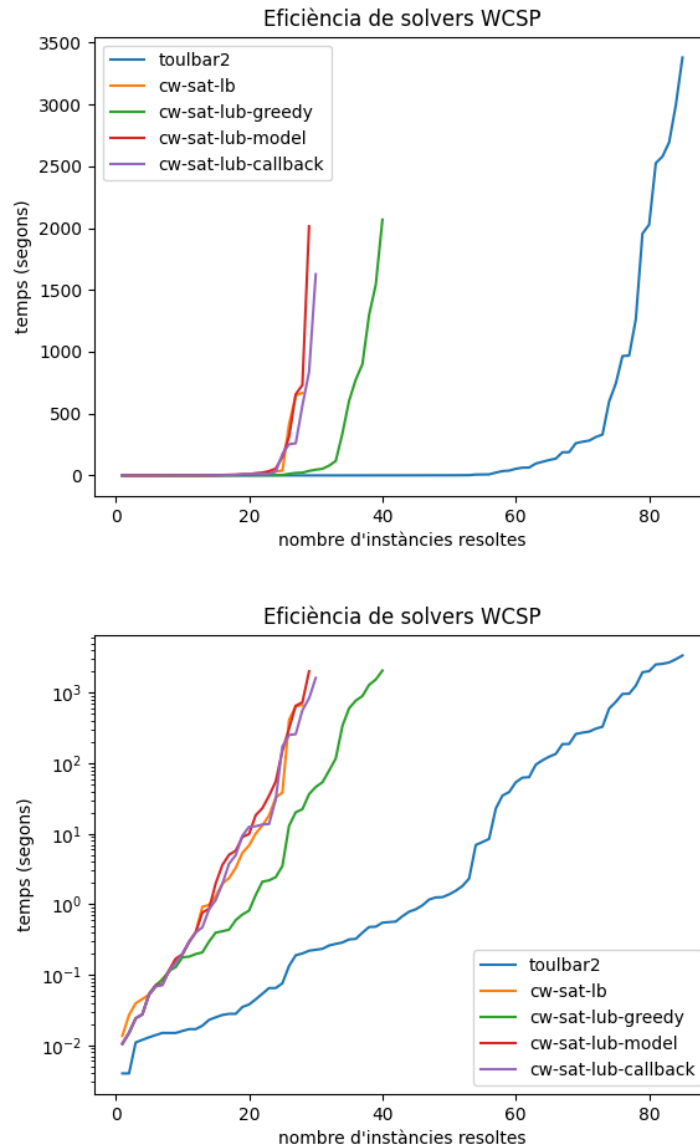 Eficiència de solvers WCSP
3500
3000
2500
2000
1500
1000
500
0
temps (segons)
toulbar2
cw-sat-lb
cw-sat-lub-greedy
cw-sat-lub-model
cw-sat-lub-callback
0 20 40 60 80
nombre d'instàncies resoltes
Eficiència de solvers WCSP
10³
10²
10¹
10⁰
10⁻¹
10⁻²
temps (segons)
toulbar2
cw-sat-lb
cw-sat-lub-greedy
cw-sat-lub-model
cw-sat-lub-callback
0 20 40 60 80
nombre d'instàncies resoltes